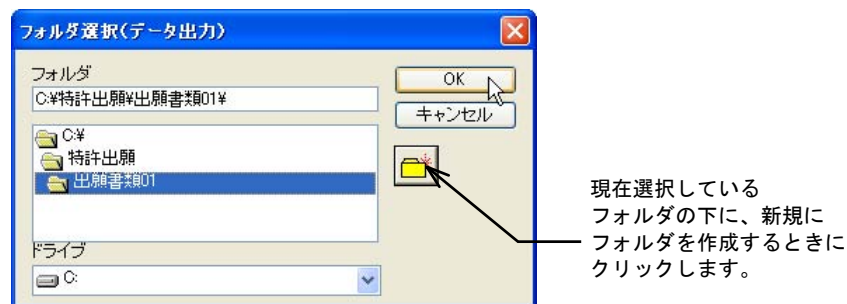 フォルダ選択(データ出力)
フォルダ
C:¥特許出願¥出願書類01¥
OK
キャンセル
C:¥
特許出願
出願書類01
ドライブ
C:
現在選択している
フォルダの下に、新規に
フォルダを作成するときに
クリックします。